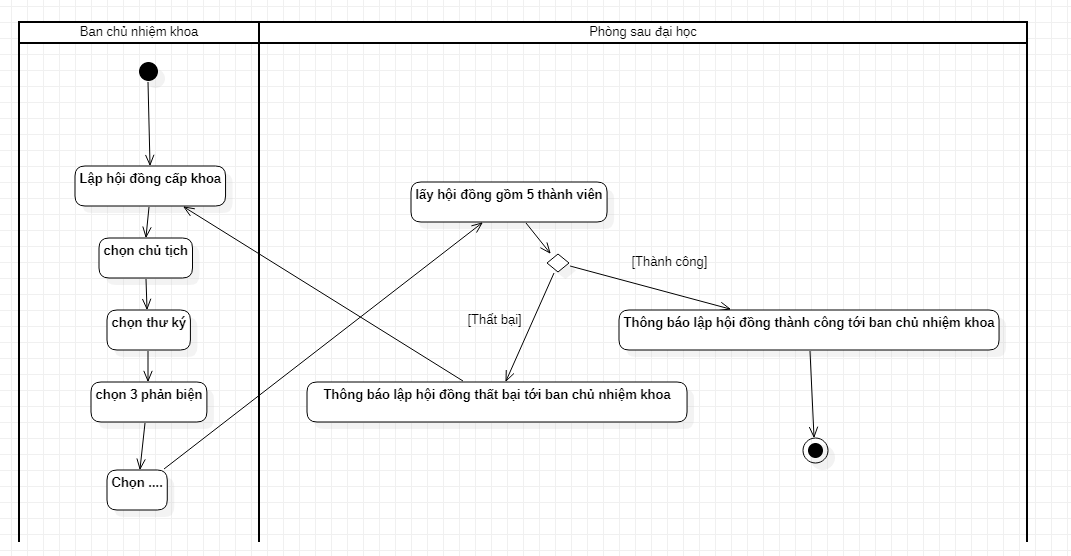 Ban chủ nhiệm khoa
Phòng sau đại học
Lập hội đồng cấp khoa
lấy hội đồng gồm 5 thành viên
chọn chủ tịch
[Thành công]
chọn thư ký
[Thất bại]
Thông báo lập hội đồng thành công tới ban chủ nhiệm khoa
chọn 3 phản biện
Thông báo lập hội đồng thất bại tới ban chủ nhiệm khoa
Chọn ....